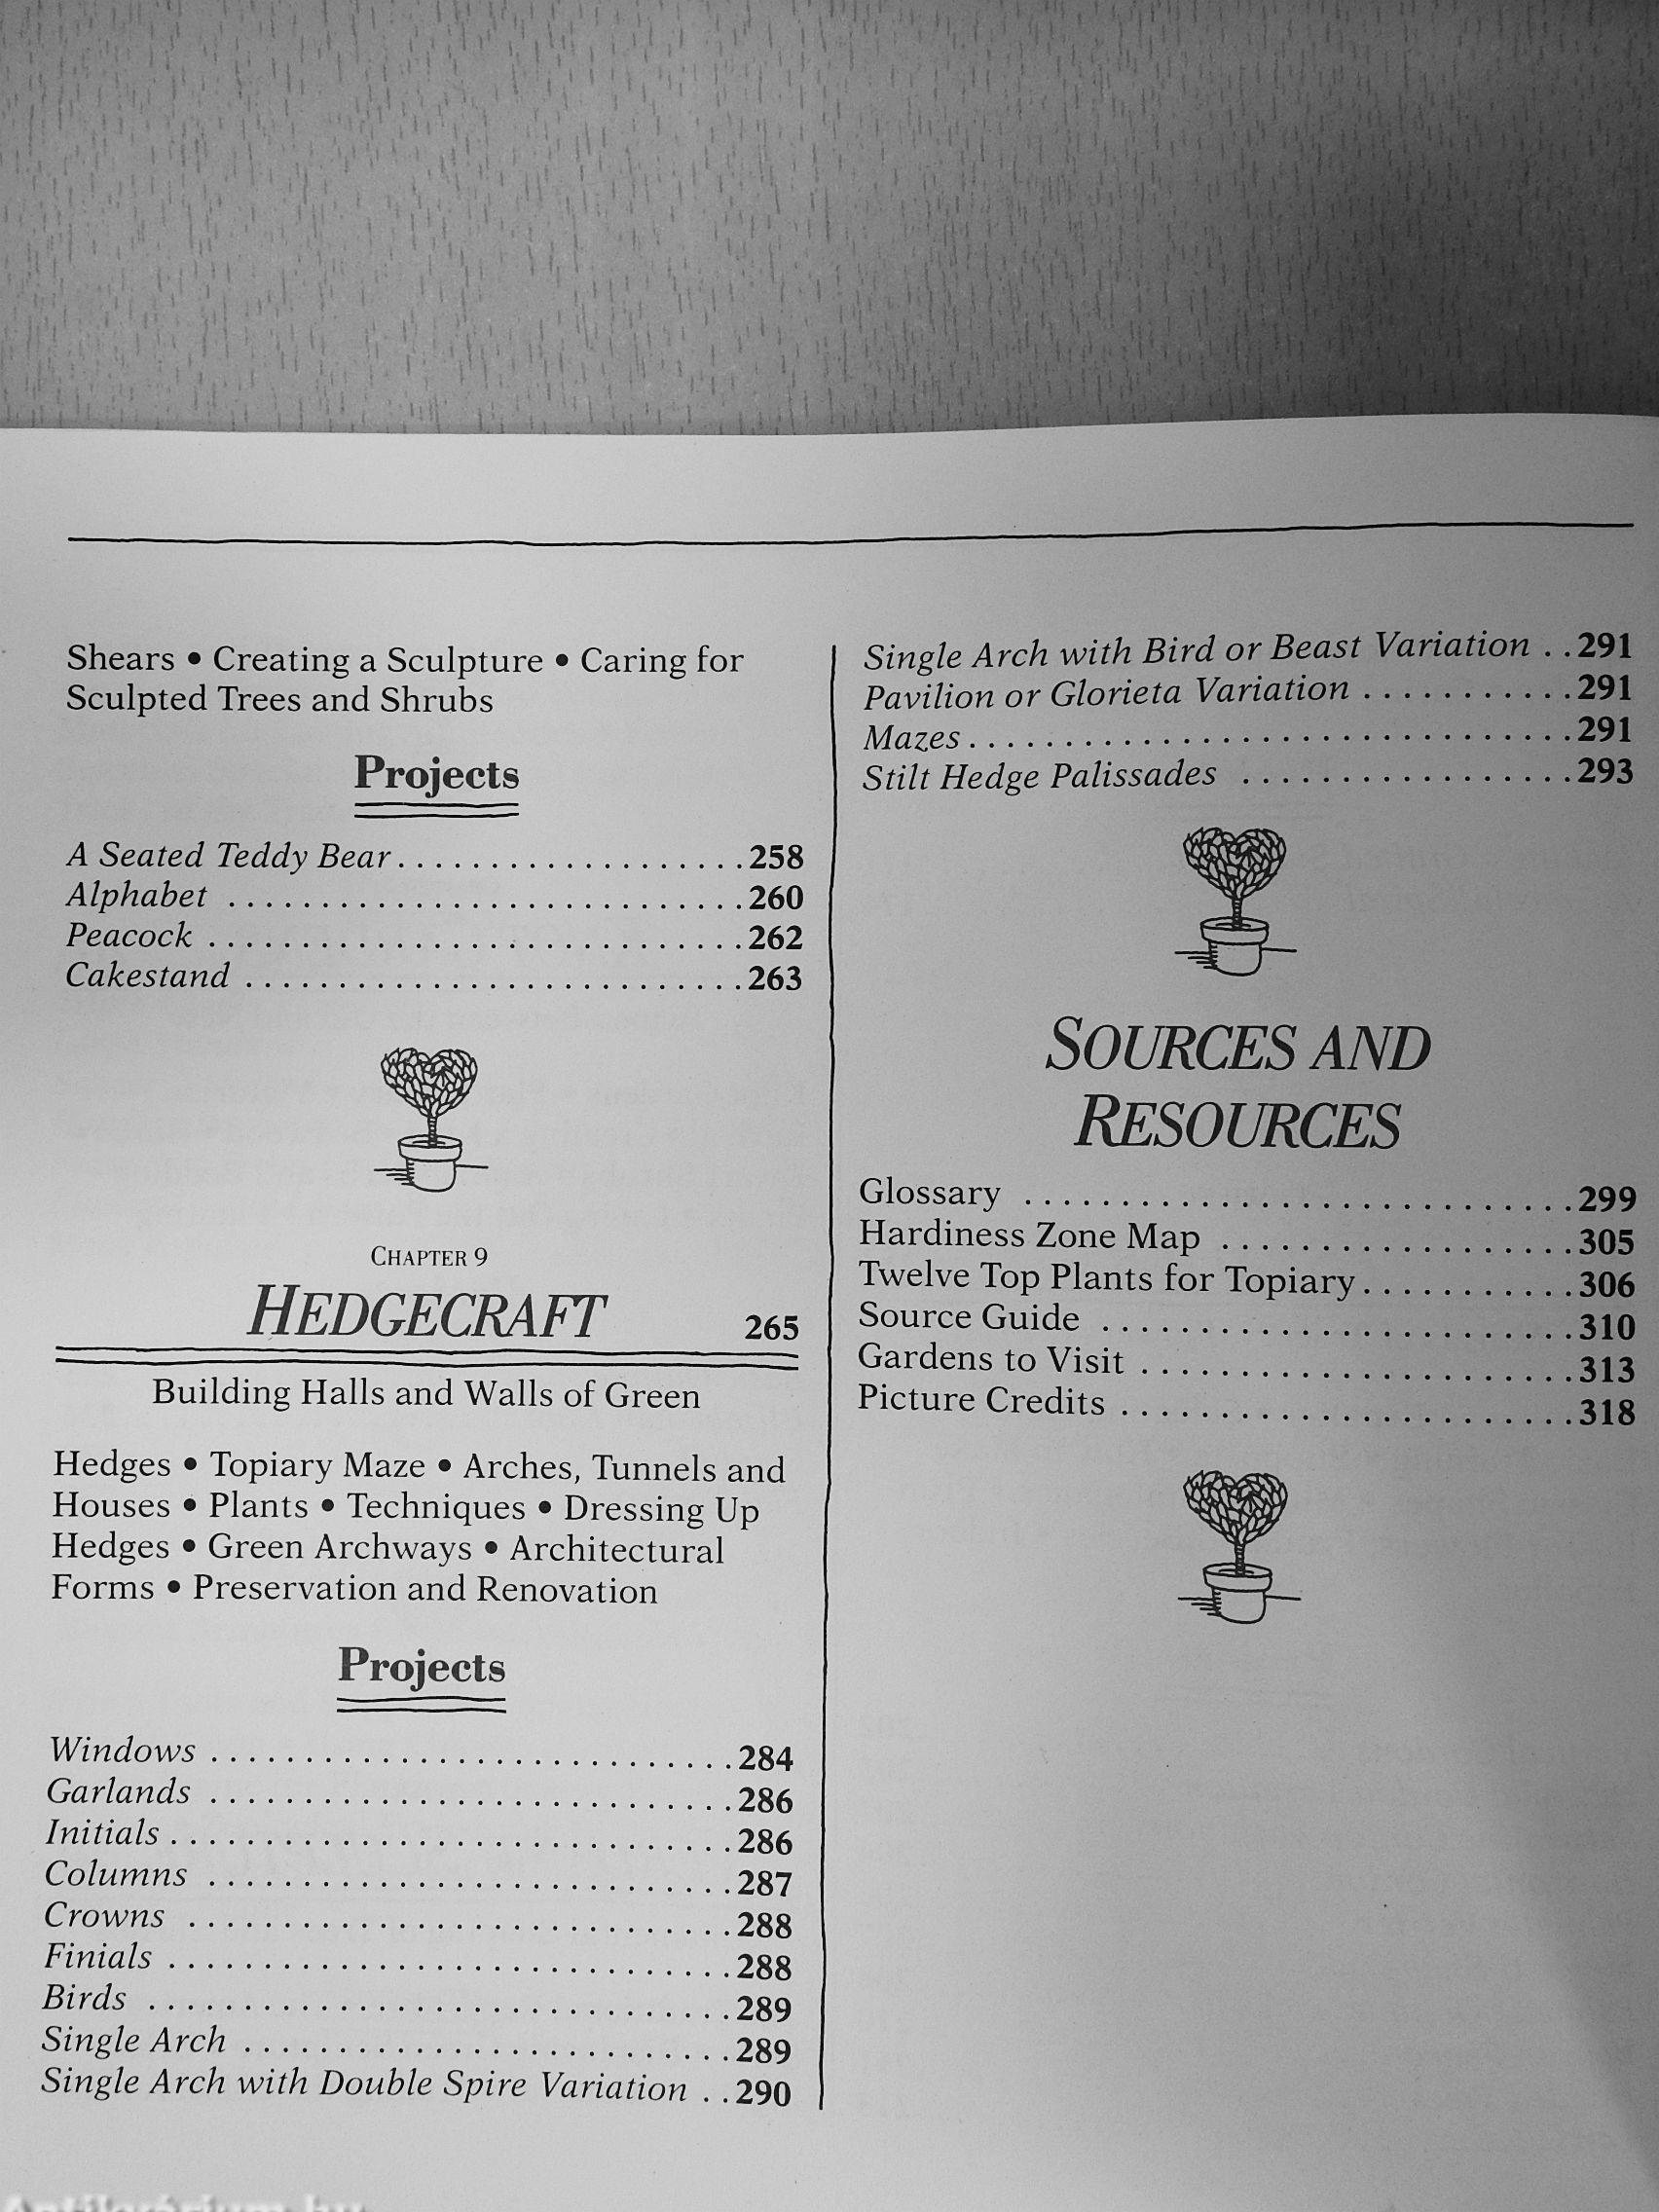 Shears • Creating a Sculpture • Caring for
Sculpted Trees and Shrubs
Projects
A Seated Teddy Bear...................258
Alphabet ............................260
Peacock .............................262
Cakestand ...........................263
CHAPTER 9
HEDGECRAFT 265
Building Halls and Walls of Green
Hedges • Topiary Maze • Arches, Tunnels and
Houses • Plants • Techniques • Dressing Up
Hedges • Green Archways • Architectural
Forms • Preservation and Renovation
Projects
Windows ............................284
Garlands ............................286
Initials..............................286
Columns ............................287
Crowns .............................288
Finials ..............................288
Birds ...............................289
Single Arch ..........................289
Single Arch with Double Spire Variation ..290
Single Arch with Bird or Beast Variation ..291
Pavilion or Glorieta Variation ...........291
Mazes................................291
Stilt Hedge Palissades ..................293
SOURCES AND
RESOURCES
Glossary .............................299
Hardiness Zone Map ...................305
Twelve Top Plants for Topiary...........306
Source Guide .........................310
Gardens to Visit .......................313
Picture Credits ........................318